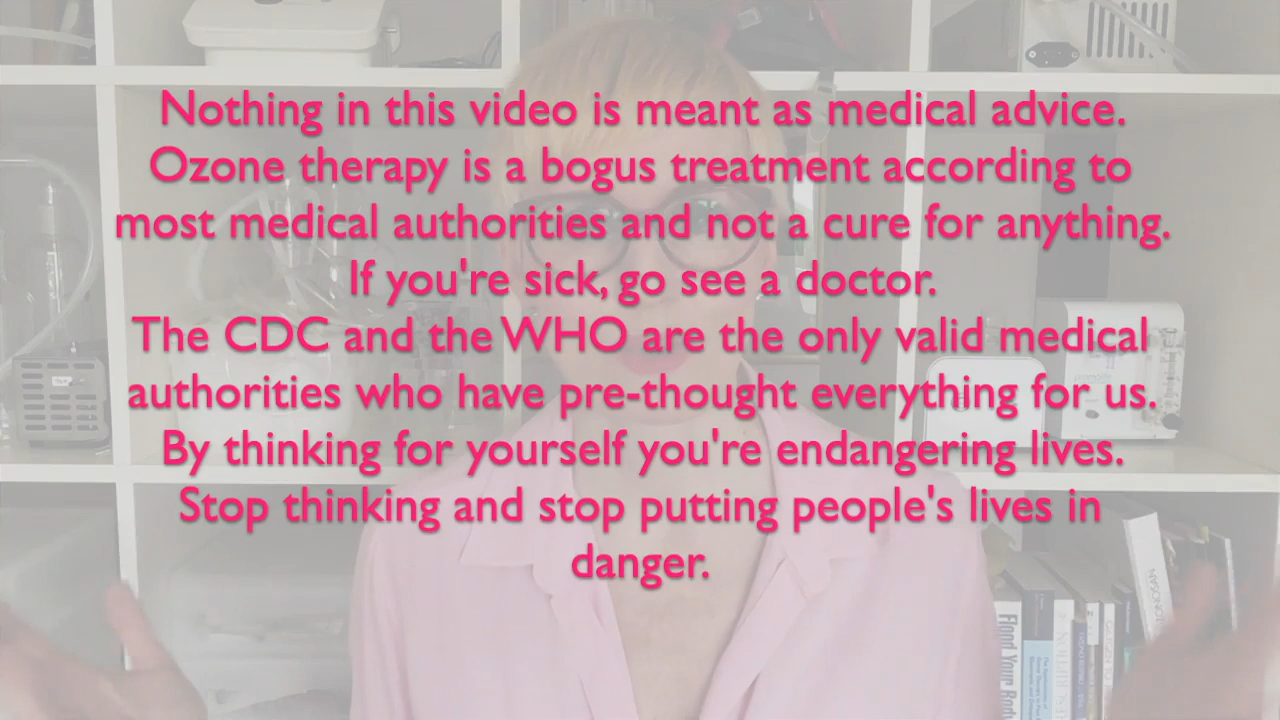 Nothing in this video is meant as medical advice.
Ozone therapy is a bogus treatment according to
most medical authorities and not a cure for anything.
If you're sick, go see a doctor.
The CDC and the WHO are the only valid medical
authorities who have pre-thought everything for us.
By thinking for yourself you're endangering lives.
Stop thinking and stop putting people's lives in
danger.
Flood Your Body